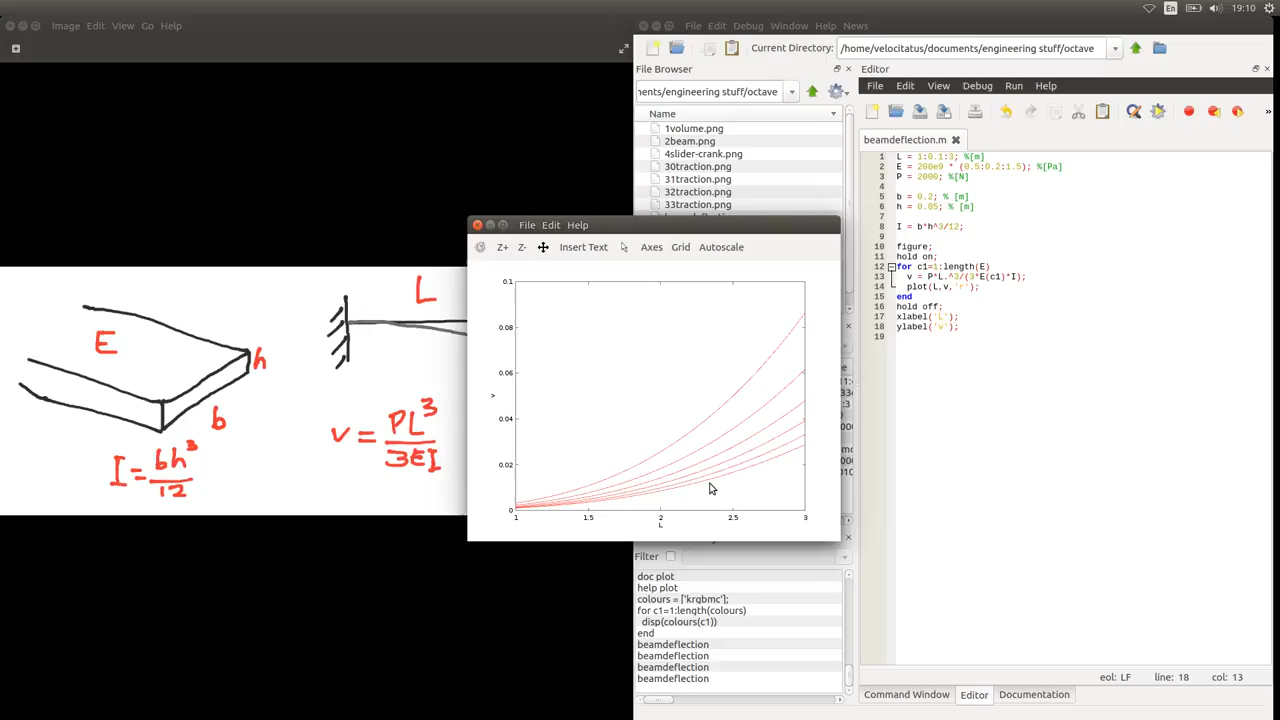 En 19:10
Image Edit View Go Help
File Edit Debug Window Help News
Current Directory: /home/velocitatus/documents/engineering stuff/octave
File Browser
nents/engineering stuff/octave
Name
1volume.png
2beam.png
4slider-crank.png
30traction.png
31traction.png
32traction.png
33traction.png
Editor
File Edit View Debug Run Help
beamdeflection.m
1 L = 1:0.1:3; %[m]
2 E = 200e9 * (0.5:0.2:1.5); %[Pa]
3 P = 2000; %[N]
4
5 b = 0.2; % [m]
6 h = 0.05; % [m]
7
8 I = b*h^3/12;
9
10 figure;
11 hold on;
12 for c1=1:length(E)
13 v = P*L.^3/(3*E(c1)*I);
14 plot(L,v,'r');
15 end
16 hold off;
17 xlabel('L');
18 ylabel('v');
19
File Edit Help
Z+ Z- Insert Text Axes Grid Autoscale
0.1
0.08
0.06
0.04
0.02
0
v
1 1.5 2 2.5 3
L
E
h
b
I = bh³/12
L
v = PL³/3EI
Filter
doc plot
help plot
colours = ['krgbmc'];
for c1=1:length(colours)
disp(colours(c1))
end
beamdeflection
beamdeflection
beamdeflection
beamdeflection
eol: LF line: 18 col: 13
Command Window Editor Documentation